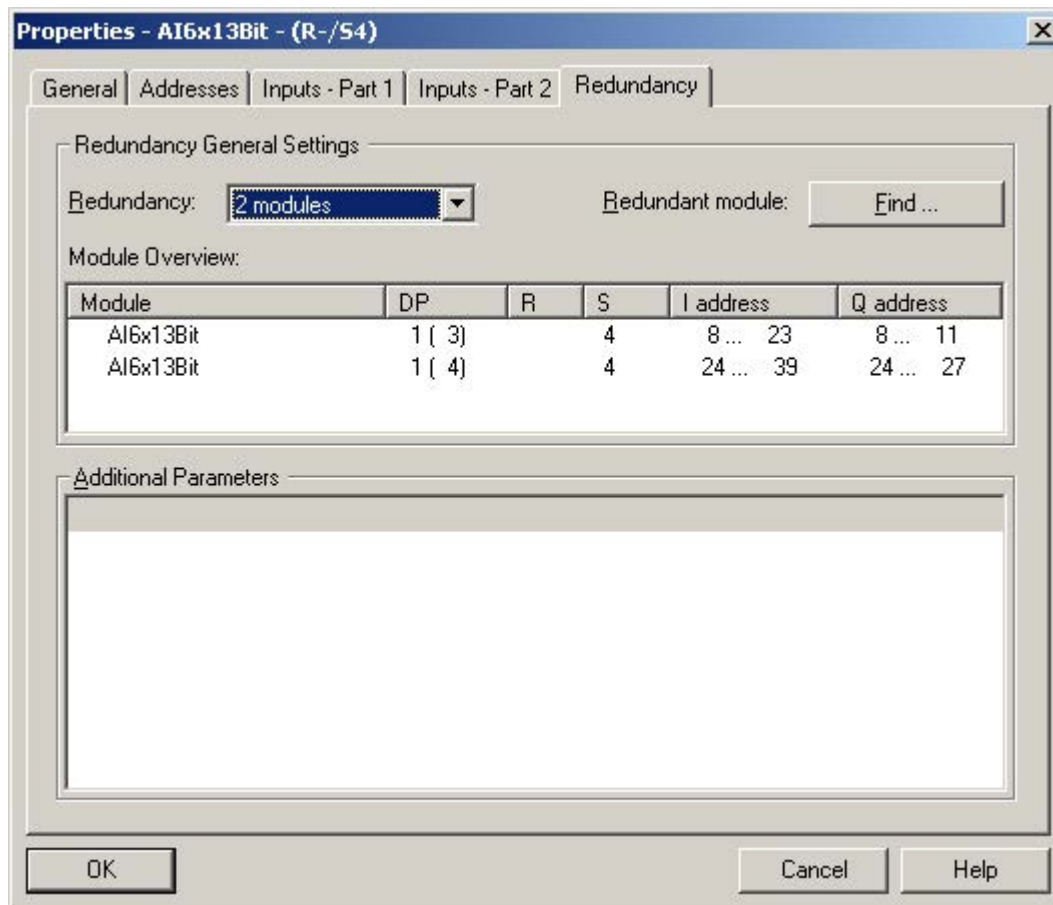 Properties - AI6x13Bit - (R-/S4)
General Addresses Inputs - Part 1 Inputs - Part 2 Redundancy
Redundancy General Settings
Redundancy: 2 modules Redundant module: Find ...
Module Overview:
Module DP R S I address Q address
AI6x13Bit 1 ( 3) 4 8 ... 23 8 ... 11
AI6x13Bit 1 ( 4) 4 24 ... 39 24 ... 27
Additional Parameters
OK Cancel Help